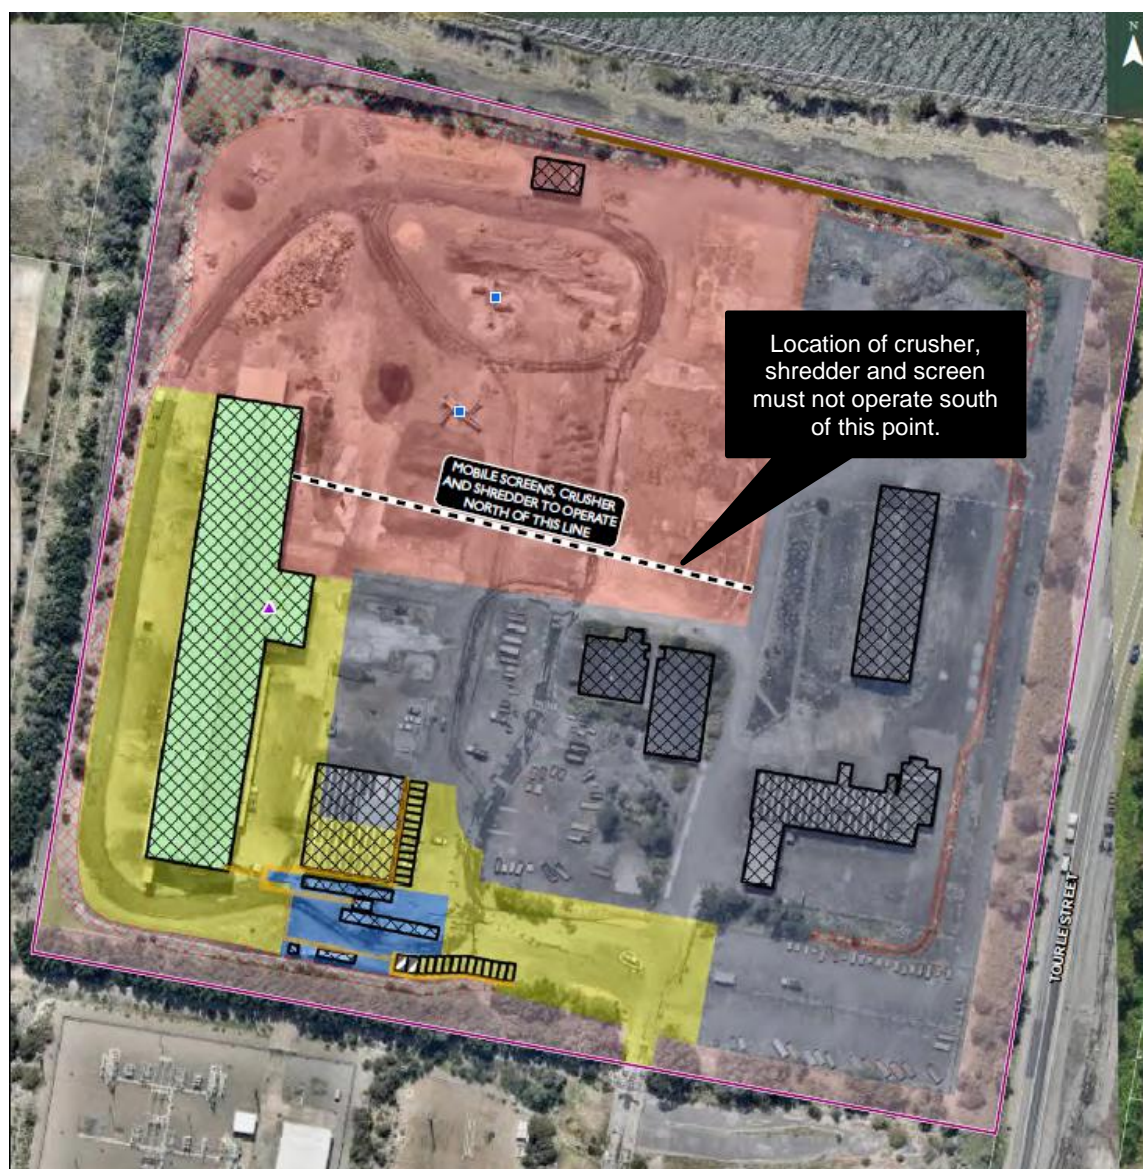 N
Location of crusher,
shredder and screen
must not operate south
of this point.
MOBILE SCREENS, CRUSHER
AND SHREDDER TO OPERATE
NORTH OF THIS LINE
TOURLE STREET